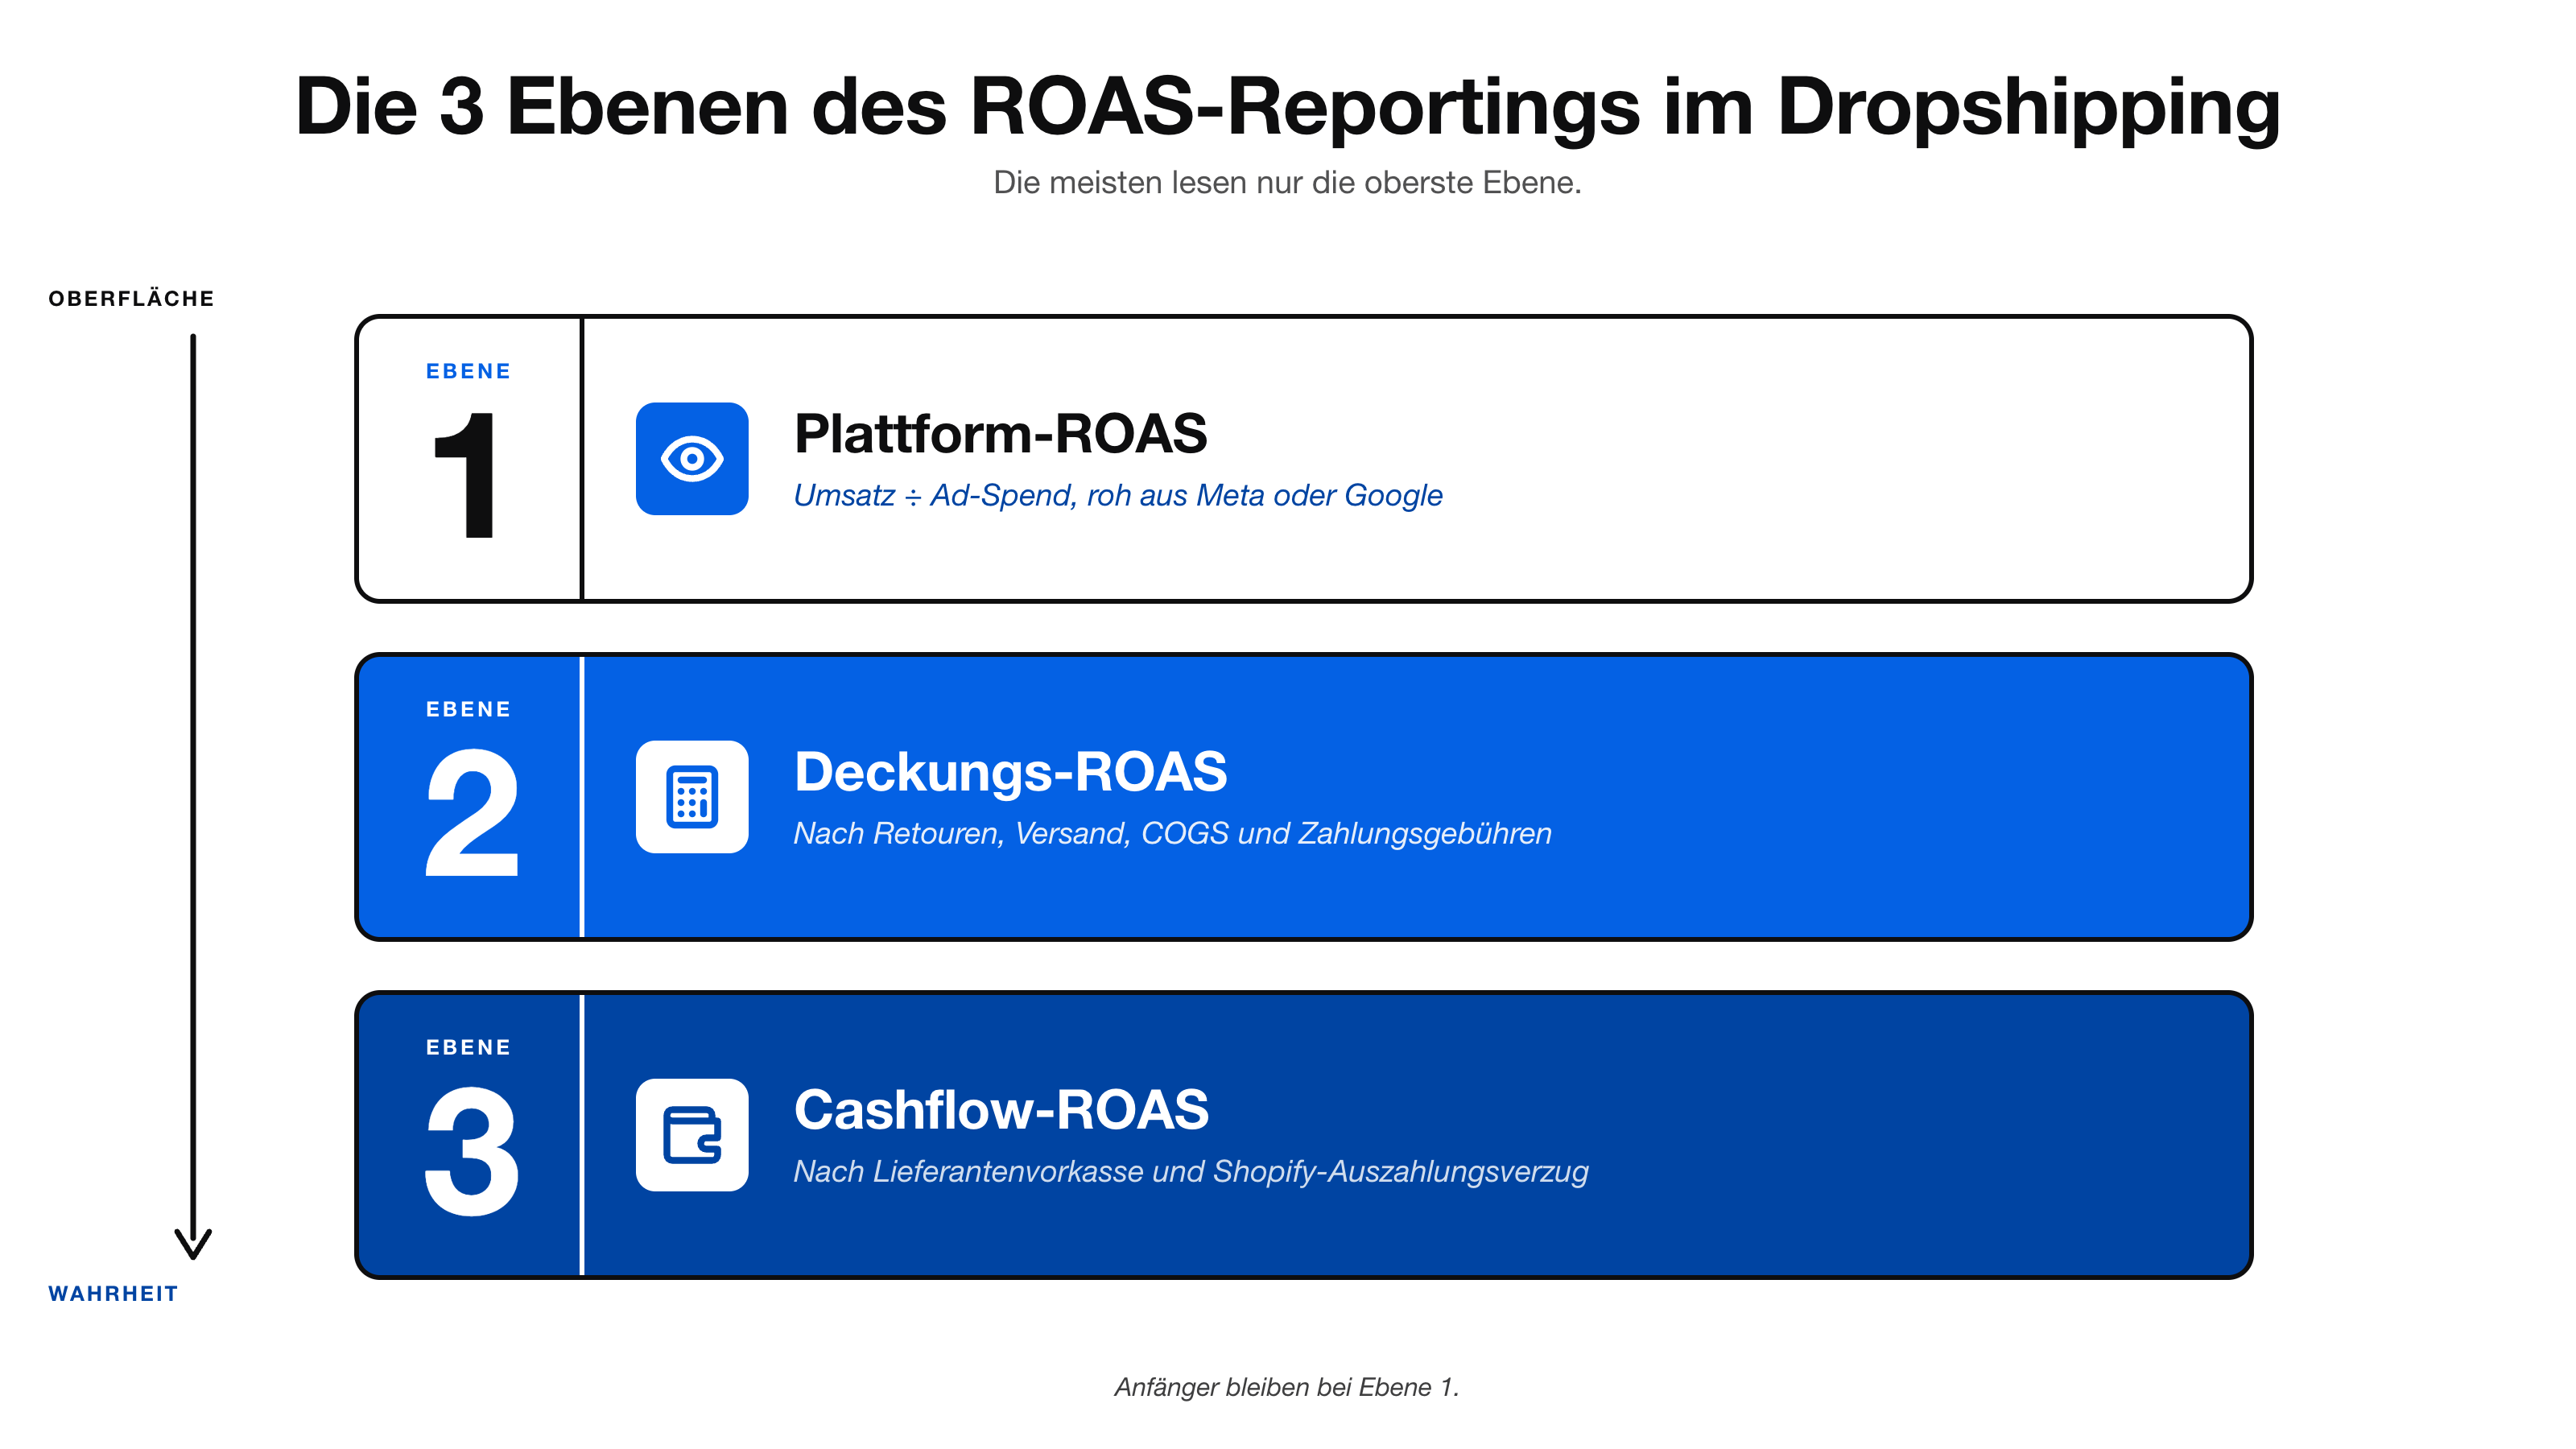 Die 3 Ebenen des ROAS-Reportings im Dropshipping
Die meisten lesen nur die oberste Ebene.
OBERFLÄCHE
EBENE
1
Plattform-ROAS
Umsatz ÷ Ad-Spend, roh aus Meta oder Google
EBENE
2
Deckungs-ROAS
Nach Retouren, Versand, COGS und Zahlungsgebühren
EBENE
3
Cashflow-ROAS
Nach Lieferantenvorkasse und Shopify-Auszahlungsverzug
WAHRHEIT
Anfänger bleiben bei Ebene 1.